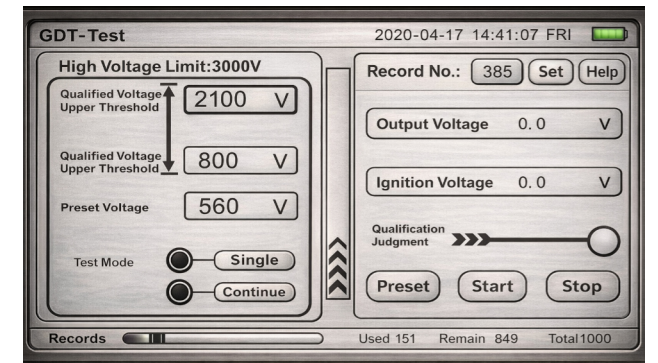 GDT-Test 2020-04-17 14:41:07 FRI
High Voltage Limit:3000V
Qualified Voltage
Upper Threshold
2100 V
Qualified Voltage
Upper Threshold
800 V
Preset Voltage 560 V
Test Mode Single
Continue
Record No.: 385 Set Help
Output Voltage 0.0 V
Ignition Voltage 0.0 V
Qualification
Judgment
Preset Start Stop
Records Used 151 Remain 849 Total1000